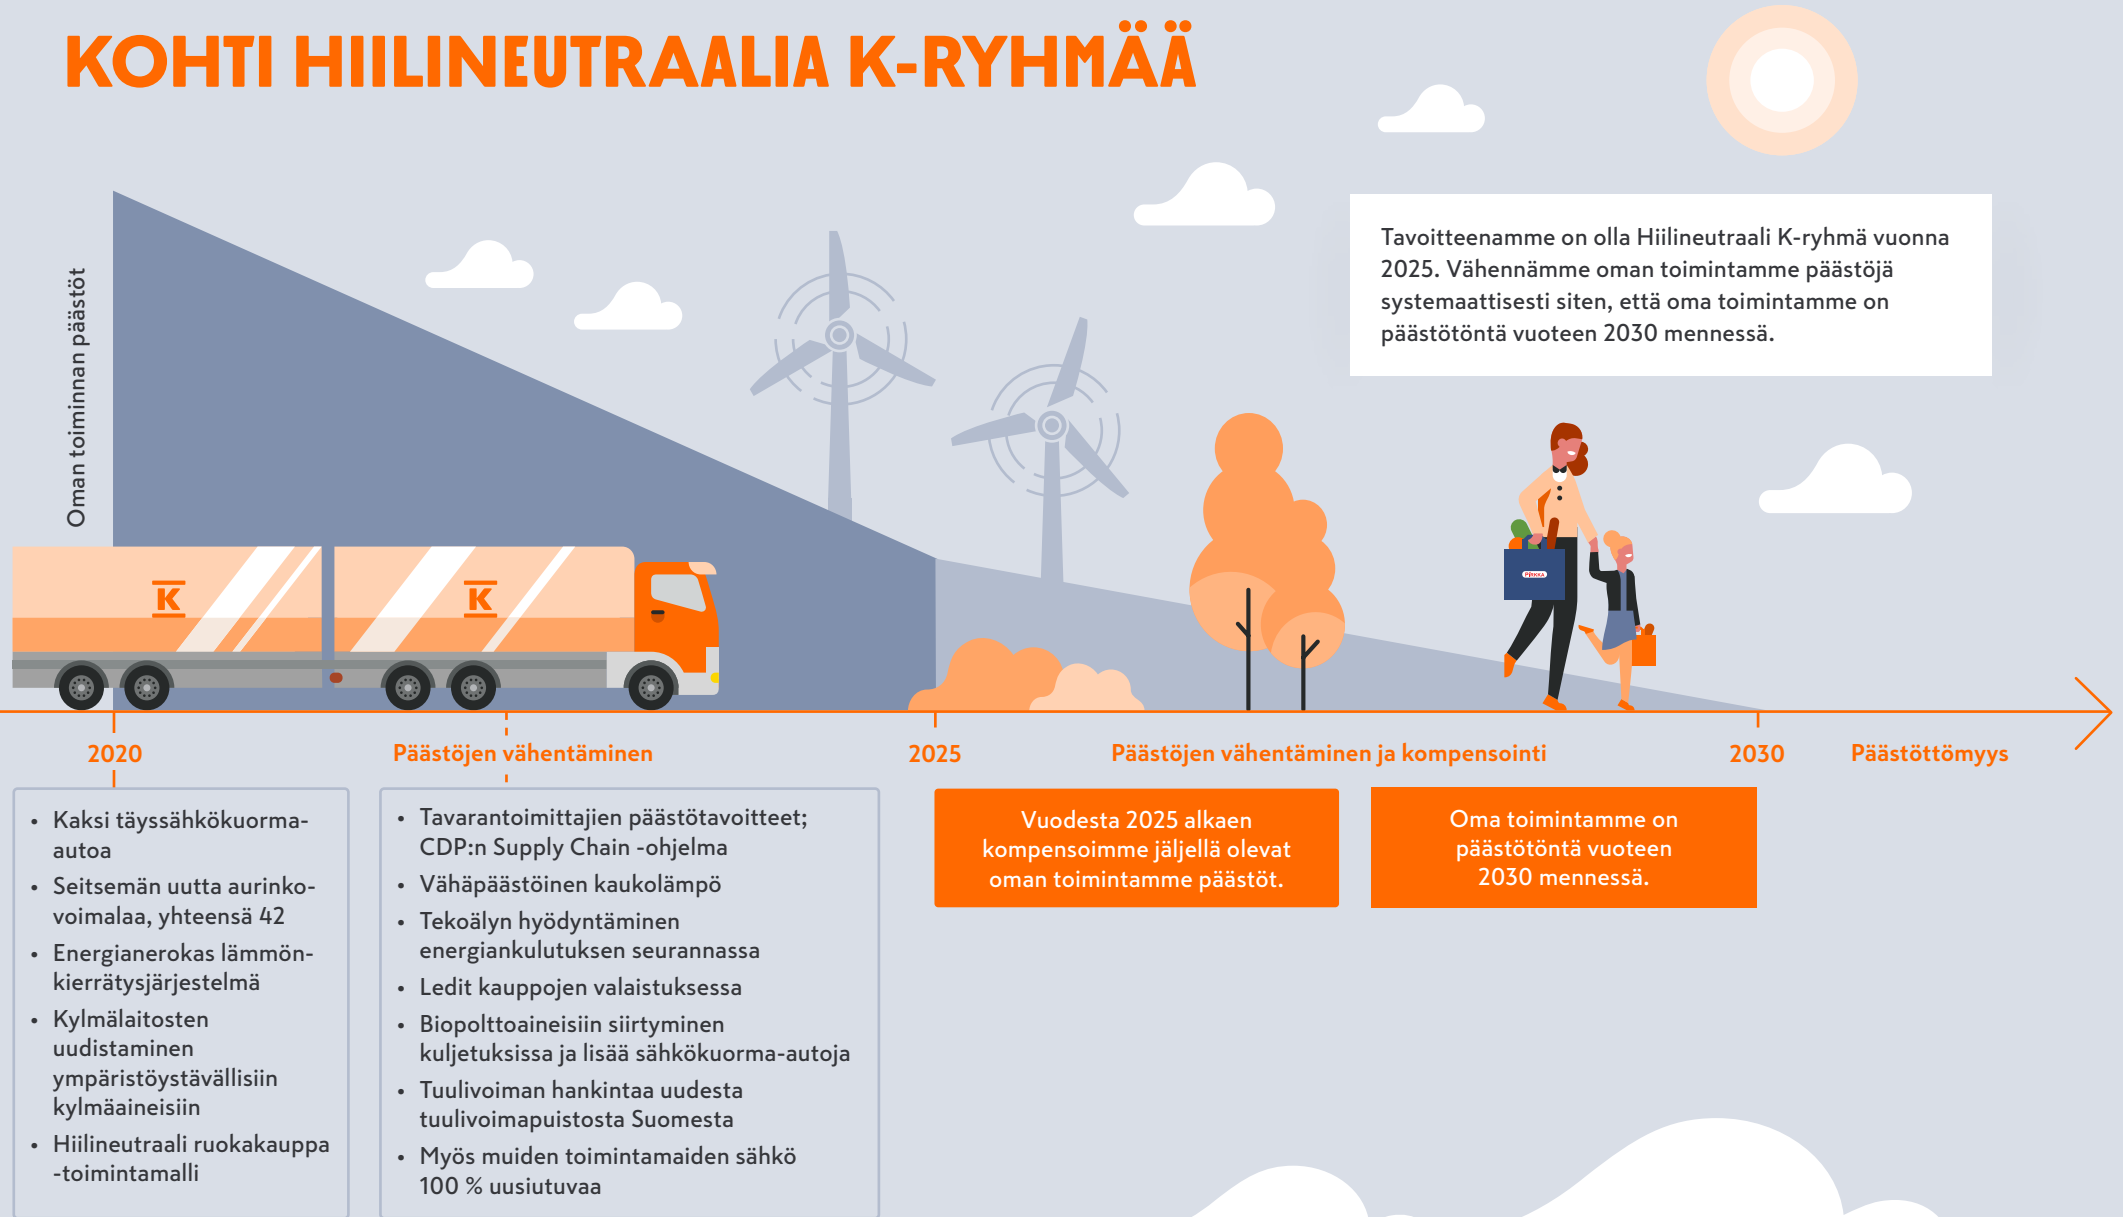 KOHTI HIILINEUTRAALIA K-RYHMÄÄ
Tavoitteenamme on olla Hiilineutraali K-ryhmä vuonna
2025. Vähennämme oman toimintamme päästöjä
systemaattisesti siten, että oma toimintamme on
päästötöntä vuoteen 2030 mennessä.
Oman toiminnan päästöt
K
K
PIRKKA
2020
Päästöjen vähentäminen
2025
Päästöjen vähentäminen ja kompensointi
2030
Päästöttömyys
• Kaksi täyssähkökuorma-
autoa
• Seitsemän uutta aurinko-
voimalaa, yhteensä 42
• Energianerokas lämmön-
kierrätysjärjestelmä
• Kylmälaitosten
uudistaminen
ympäristöystävällisiin
kylmäaineisiin
• Hiilineutraali ruokakauppa
-toimintamalli
• Tavarantoimittajien päästötavoitteet;
CDP:n Supply Chain -ohjelma
• Vähäpäästöinen kaukolämpö
• Tekoälyn hyödyntäminen
energiankulutuksen seurannassa
• Ledit kauppojen valaistuksessa
• Biopolttoaineisiin siirtyminen
kuljetuksissa ja lisää sähkökuorma-autoja
• Tuulivoiman hankintaa uudesta
tuulivoimapuistosta Suomesta
• Myös muiden toimintamaiden sähkö
100 % uusiutuvaa
Vuodesta 2025 alkaen
kompensoimme jäljellä olevat
oman toimintamme päästöt.
Oma toimintamme on
päästötöntä vuoteen
2030 mennessä.